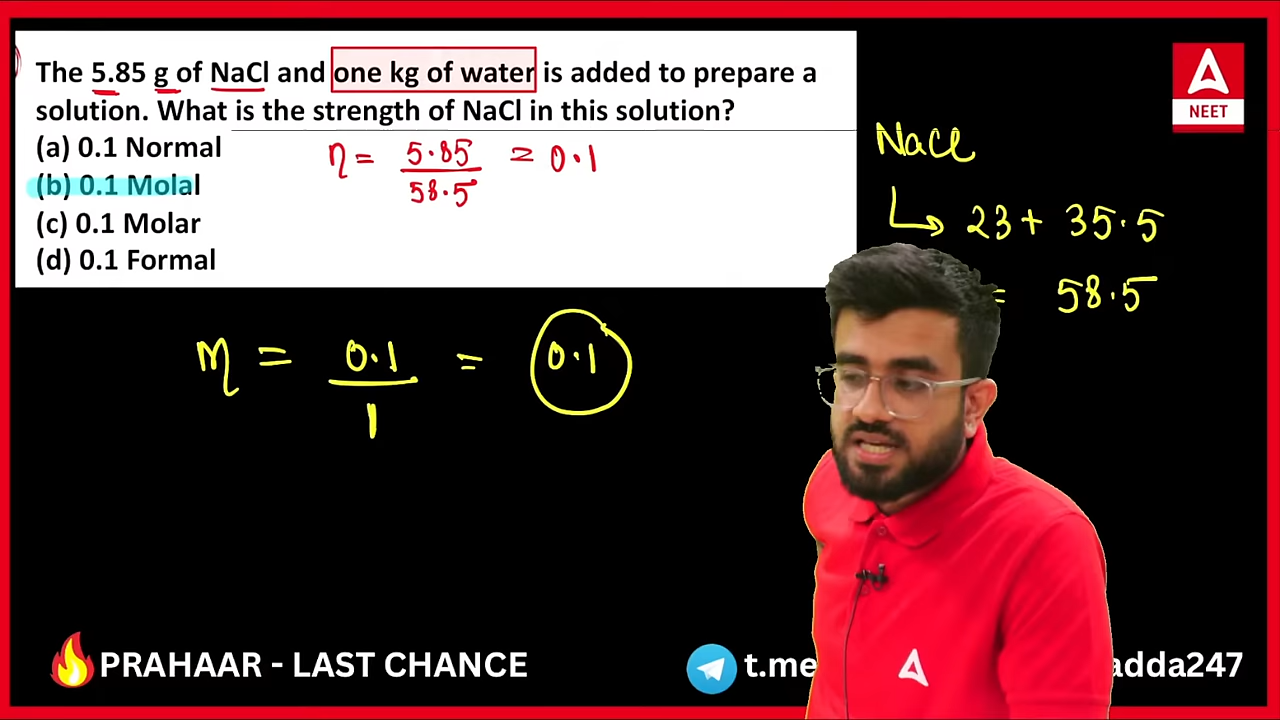 The 5.85 g of NaCl and one kg of water is added to prepare a
solution. What is the strength of NaCl in this solution?
(a) 0.1 Normal
(b) 0.1 Molal
(c) 0.1 Molar
(d) 0.1 Formal
η = 5.85 / 58.5 = 0.1
NEET
NaCl
↳ 23 + 35.5
= 58.5
m = 0.1 / 1 = 0.1
PRAHAAR - LAST CHANCE
t.me
adda247